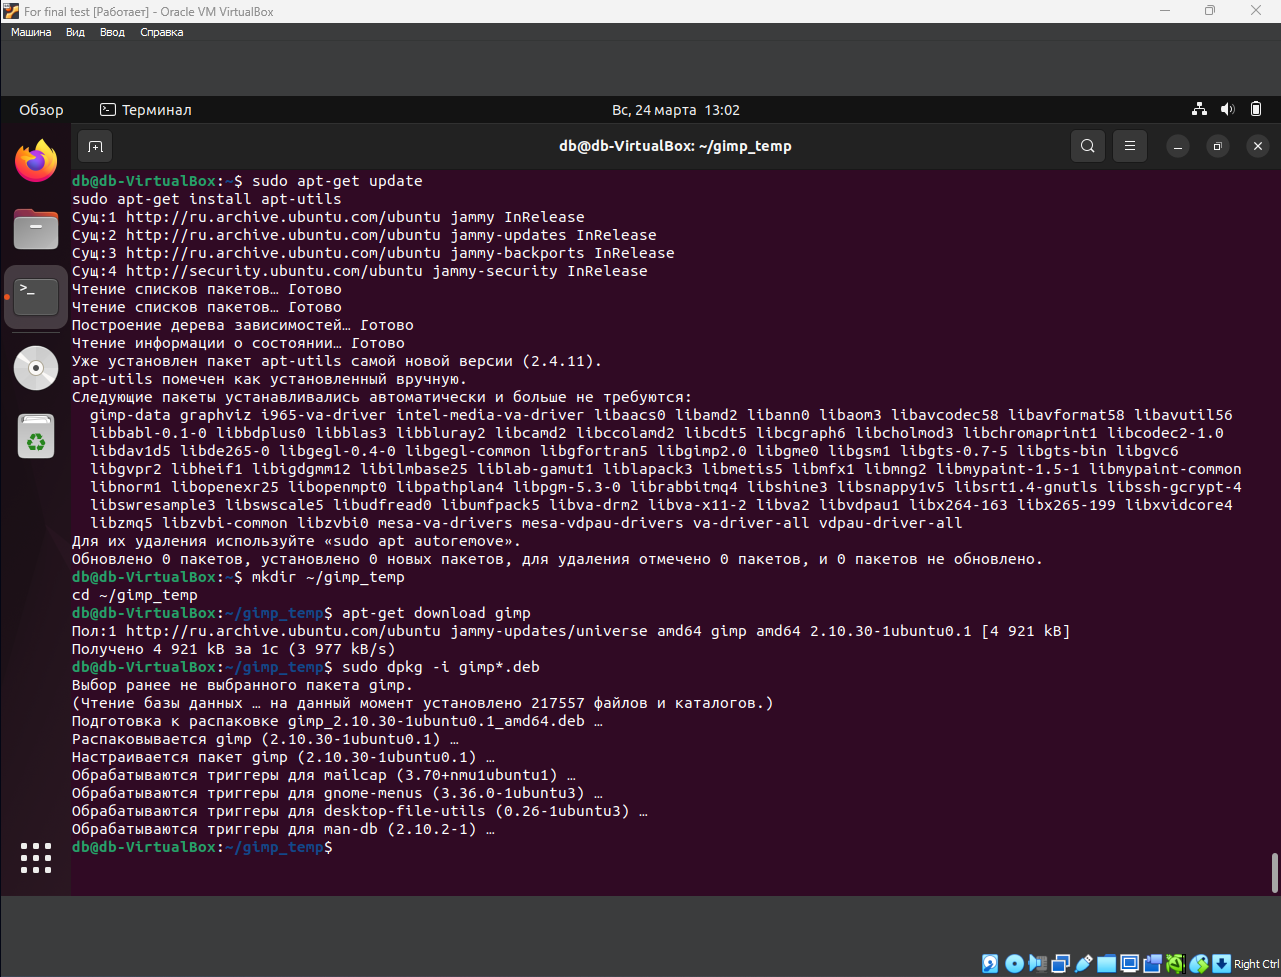 For final test [Работает] - Oracle VM VirtualBox
Машина Вид Ввод Справка
Обзор Терминал Вс, 24 марта 13:02
db@db-VirtualBox: ~/gimp_temp
db@db-VirtualBox:~$ sudo apt-get update
sudo apt-get install apt-utils
Сущ:1 http://ru.archive.ubuntu.com/ubuntu jammy InRelease
Сущ:2 http://ru.archive.ubuntu.com/ubuntu jammy-updates InRelease
Сущ:3 http://ru.archive.ubuntu.com/ubuntu jammy-backports InRelease
Сущ:4 http://security.ubuntu.com/ubuntu jammy-security InRelease
Чтение списков пакетов… Готово
Чтение списков пакетов… Готово
Построение дерева зависимостей… Готово
Чтение информации о состоянии… Готово
Уже установлен пакет apt-utils самой новой версии (2.4.11).
apt-utils помечен как установленный вручную.
Следующие пакеты устанавливались автоматически и больше не требуются:
gimp-data graphviz i965-va-driver intel-media-va-driver libaacs0 libamd2 libann0 libaom3 libavcodec58 libavformat58 libavutil56
libbabl-0.1-0 libbdplus0 libblas3 libbluray2 libcamd2 libccolamd2 libcdt5 libcgraph6 libcholmod3 libchromaprint1 libcodec2-1.0
libdav1d5 libde265-0 libgegl-0.4-0 libgegl-common libgfortran5 libgimp2.0 libgme0 libgsm1 libgts-0.7-5 libgts-bin libgvc6
libgvpr2 libheif1 libigdgmm12 libilmbase25 liblab-gamut1 liblapack3 libmetis5 libmfx1 libmng2 libmypaint-1.5-1 libmypaint-common
libnorm1 libopenexr25 libopenmpt0 libpathplan4 libpgm-5.3-0 librabbitmq4 libshine3 libsnappy1v5 libsrt1.4-gnutls libssh-gcrypt-4
libswresample3 libswscale5 libudfread0 libumfpack5 libva-drm2 libva-x11-2 libva2 libvdpau1 libx264-163 libx265-199 libxvidcore4
libzmq5 libzvbi-common libzvbi0 mesa-va-drivers mesa-vdpau-drivers va-driver-all vdpau-driver-all
Для их удаления используйте «sudo apt autoremove».
Обновлено 0 пакетов, установлено 0 новых пакетов, для удаления отмечено 0 пакетов, и 0 пакетов не обновлено.
db@db-VirtualBox:~$ mkdir ~/gimp_temp
cd ~/gimp_temp
db@db-VirtualBox:~/gimp_temp$ apt-get download gimp
Пол:1 http://ru.archive.ubuntu.com/ubuntu jammy-updates/universe amd64 gimp amd64 2.10.30-1ubuntu0.1 [4 921 kB]
Получено 4 921 kB за 1с (3 977 kB/s)
db@db-VirtualBox:~/gimp_temp$ sudo dpkg -i gimp*.deb
Выбор ранее не выбранного пакета gimp.
(Чтение базы данных … на данный момент установлено 217557 файлов и каталогов.)
Подготовка к распаковке gimp_2.10.30-1ubuntu0.1_amd64.deb …
Распаковывается gimp (2.10.30-1ubuntu0.1) …
Настраивается пакет gimp (2.10.30-1ubuntu0.1) …
Обрабатываются триггеры для mailcap (3.70+nmu1ubuntu1) …
Обрабатываются триггеры для gnome-menus (3.36.0-1ubuntu3) …
Обрабатываются триггеры для desktop-file-utils (0.26-1ubuntu3) …
Обрабатываются триггеры для man-db (2.10.2-1) …
db@db-VirtualBox:~/gimp_temp$
Right Ctrl